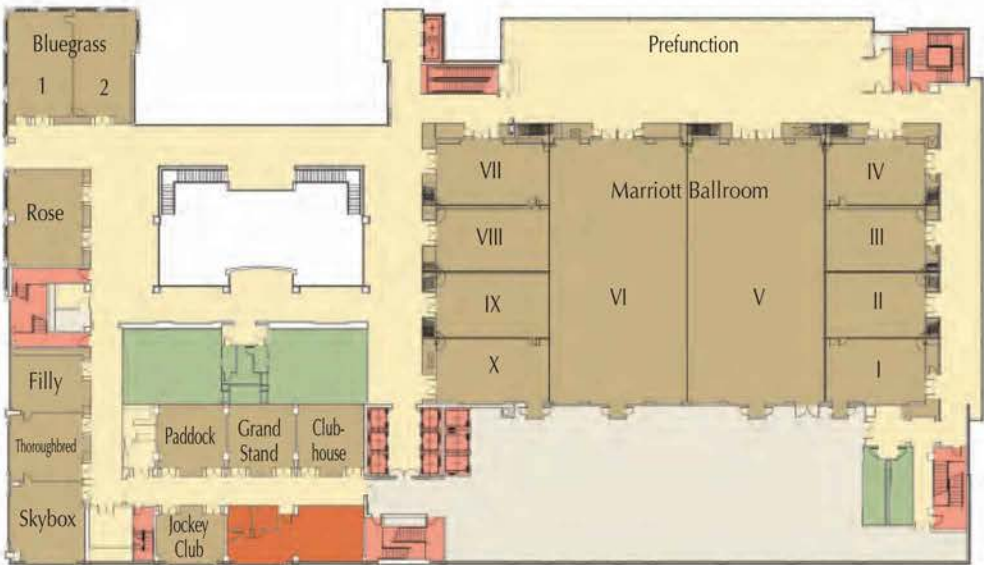 Bluegrass
1
2
Prefunction
Rose
VII
Marriott Ballroom
IV
VIII
III
IX
VI
V
II
X
I
Filly
Thoroughbred
Skybox
Paddock
Grand
Stand
Club-
house
Jockey
Club